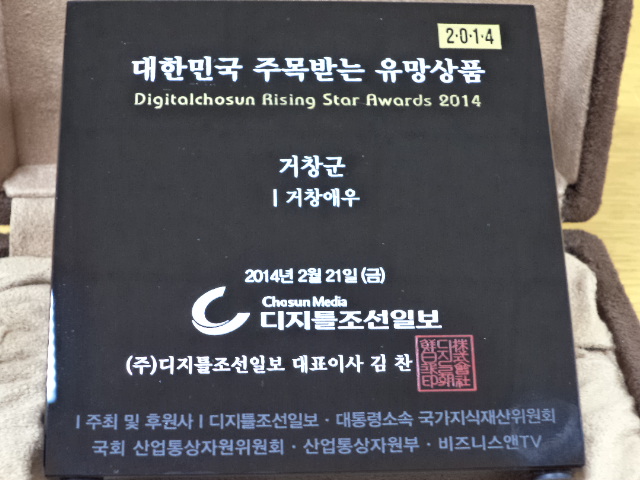 2·0·1·4
대한민국 주목받는 유망상품
Digitalchosun Rising Star Awards 2014
거창군
| 거창애우
2014년 2월 21일 (금)
Chosun Media
디지틀조선일보
(주)디지틀조선일보 대표이사 김 찬
| 주최 및 후원사 | 디지틀조선일보 · 대통령소속 국가지식재산위원회
국회 산업통상자원위원회 · 산업통상자원부 · 비즈니스앤TV